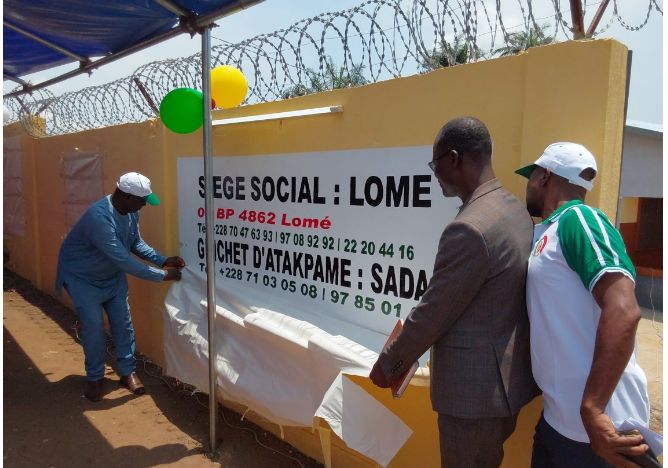 SIEGE SOCIAL : LOME
BP 4862 Lomé
+228 70 47 63 93 / 97 08 92 92 / 22 20 44 16
GUICHET D'ATAKPAME : SADA
+228 71 03 05 08 / 97 85 01